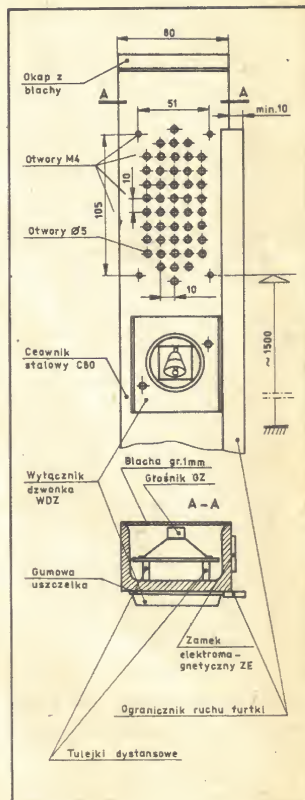 80
Okap z
blachy
A
A
51
min.10
Otwory M4
10
105
Otwory Ø5
10
Ceownik
stalowy C80
~1500
Wyłącznik
dzwonka
WDZ
Blacha gr.1mm
Głośnik GZ
A-A
Gumowa
uszczelka
Zamek
elektroma-
gnetyczny ZE
Ogranicznik ruchu furtki
Tulejki dystansowe